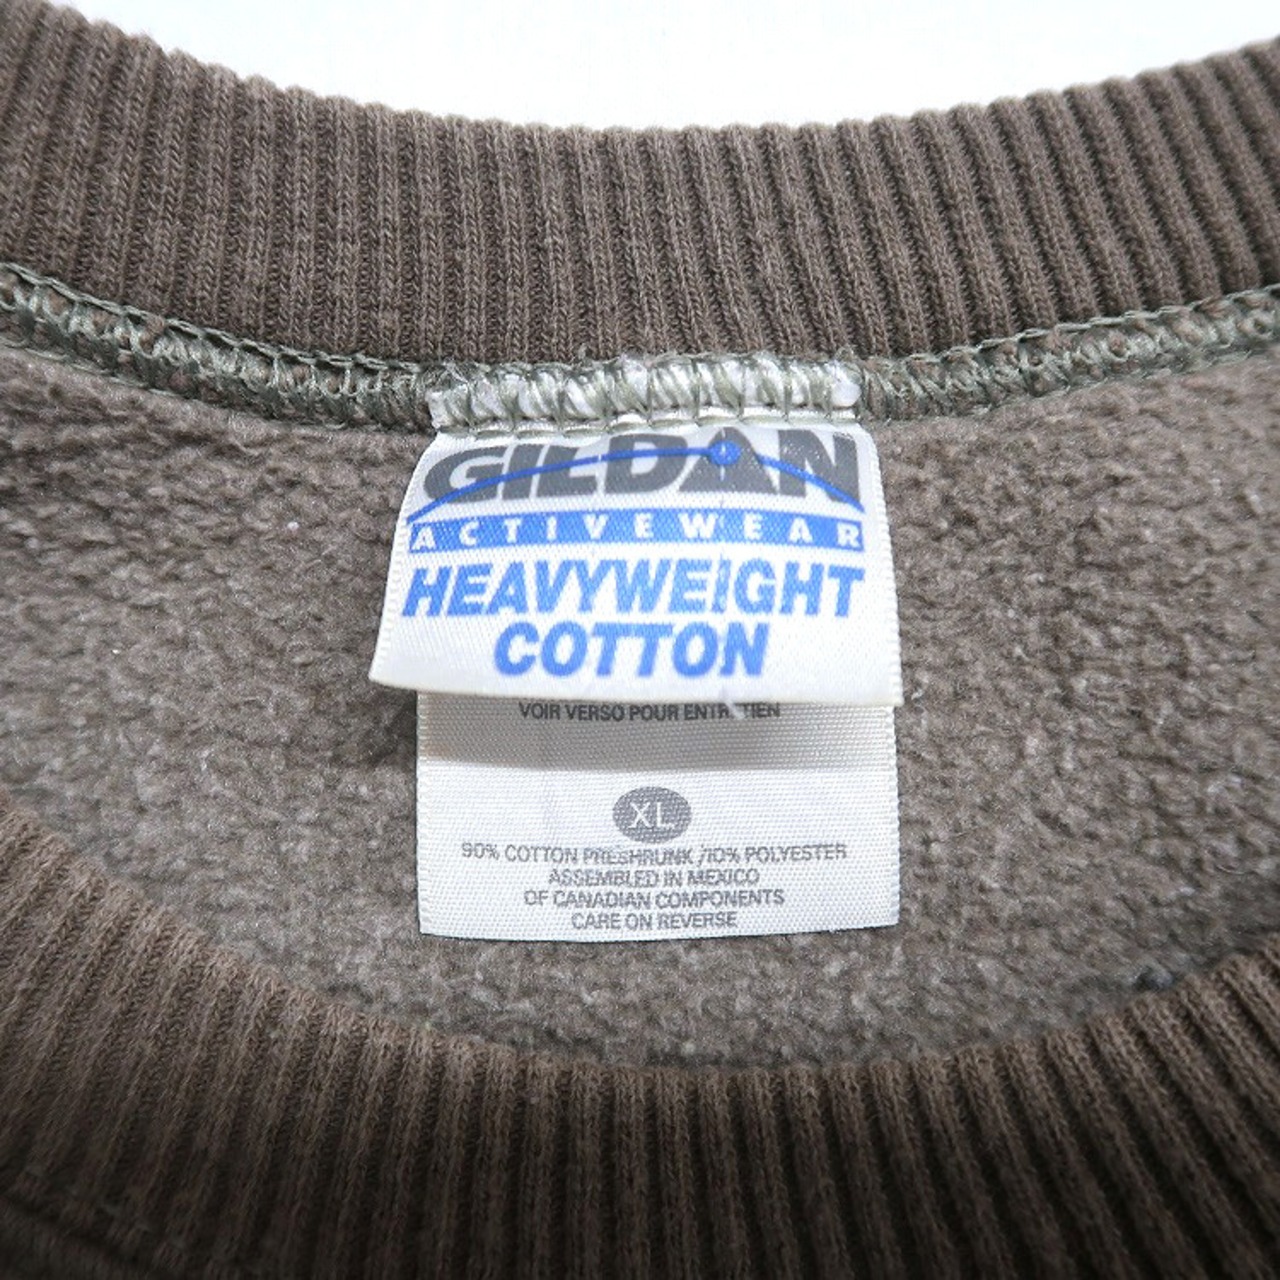 GILDAN
ACTIVEWEAR
HEAVYWEIGHT
COTTON
VOIR VERSO POUR ENTRETIEN
XL
90% COTTON PRESHRUNK /10% POLYESTER
ASSEMBLED IN MEXICO
OF CANADIAN COMPONENTS
CARE ON REVERSE